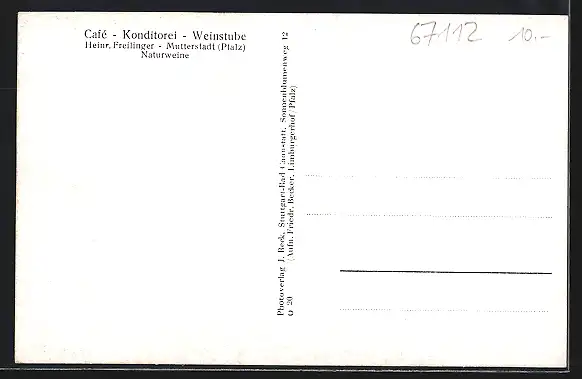 Café - Konditorei - Weinstube
Heinr. Freilinger - Mutterstadt (Pfalz)
Naturweine
67112 10.-
Photoverlag J. Beck, Stuttgart-Bad Cannstatt, Sonnenblumenweg 12
O 20 (Aufn. Friedr. Becker, Limburgerhof/Pfalz)